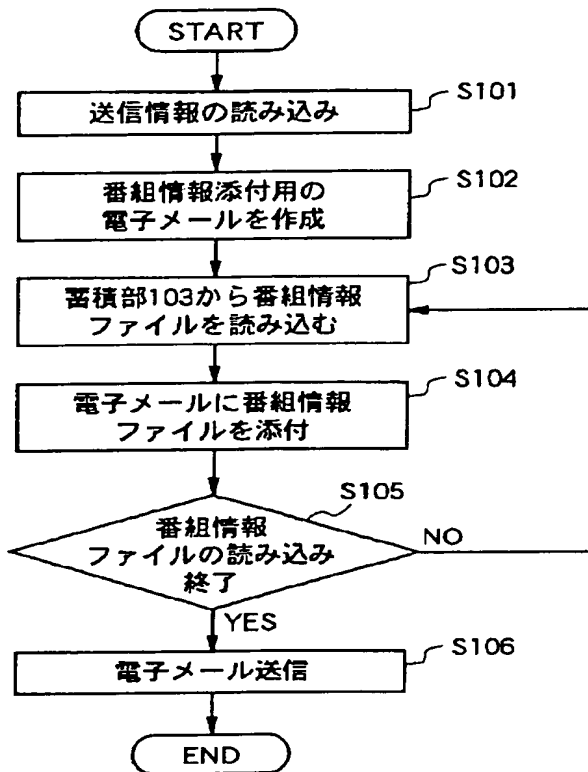 START
送信情報の読み込み
S101
番組情報添付用の
電子メールを作成
S102
蓄積部103から番組情報
ファイルを読み込む
S103
電子メールに番組情報
ファイルを添付
S104
番組情報
ファイルの読み込み
終了
S105
NO
YES
電子メール送信
S106
END